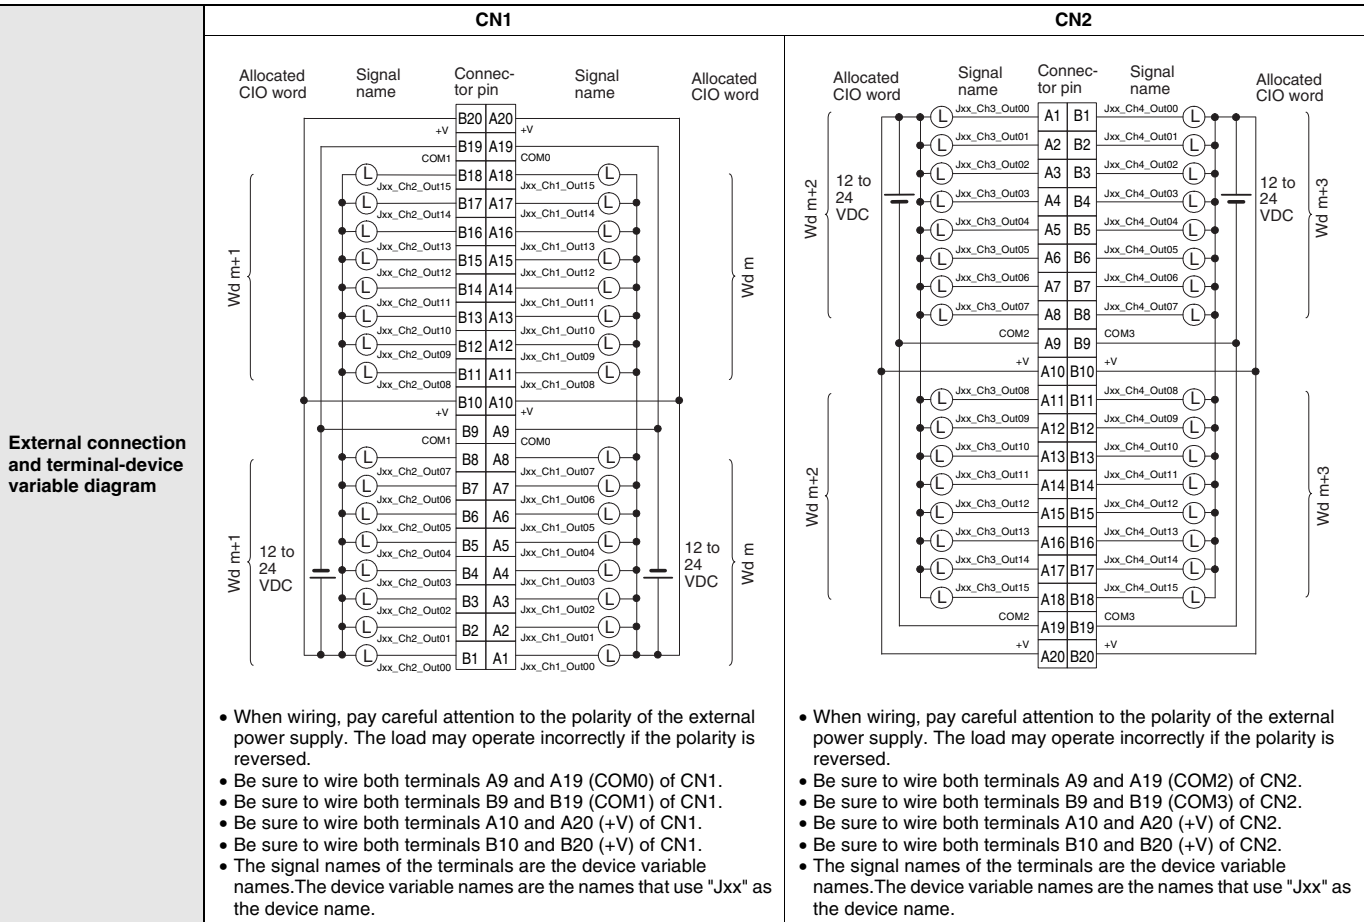 CN1
CN2
External connection
and terminal-device
variable diagram
Allocated
CIO word
Signal
name
Connec-
tor pin
Signal
name
Allocated
CIO word
B20 A20
+V +V
B19 A19
COM1 COM0
L B18 A18 L
Jxx_Ch2_Out15 Jxx_Ch1_Out15
L B17 A17 L
Jxx_Ch2_Out14 Jxx_Ch1_Out14
L B16 A16 L
Jxx_Ch2_Out13 Jxx_Ch1_Out13
L B15 A15 L
Jxx_Ch2_Out12 Jxx_Ch1_Out12
L B14 A14 L
Jxx_Ch2_Out11 Jxx_Ch1_Out11
L B13 A13 L
Jxx_Ch2_Out10 Jxx_Ch1_Out10
L B12 A12 L
Jxx_Ch2_Out09 Jxx_Ch1_Out09
L B11 A11 L
Jxx_Ch2_Out08 Jxx_Ch1_Out08
Wd m+1
Wd m
B10 A10
+V +V
B9 A9
COM1 COM0
L B8 A8 L
Jxx_Ch2_Out07 Jxx_Ch1_Out07
L B7 A7 L
Jxx_Ch2_Out06 Jxx_Ch1_Out06
L B6 A6 L
Jxx_Ch2_Out05 Jxx_Ch1_Out05
L B5 A5 L
Jxx_Ch2_Out04 Jxx_Ch1_Out04
L B4 A4 L
Jxx_Ch2_Out03 Jxx_Ch1_Out03
L B3 A3 L
Jxx_Ch2_Out02 Jxx_Ch1_Out02
L B2 A2 L
Jxx_Ch2_Out01 Jxx_Ch1_Out01
L B1 A1 L
Jxx_Ch2_Out00 Jxx_Ch1_Out00
Wd m+1
12 to
24
VDC
12 to
24
VDC
Wd m
• When wiring, pay careful attention to the polarity of the external
power supply. The load may operate incorrectly if the polarity is
reversed.
• Be sure to wire both terminals A9 and A19 (COM0) of CN1.
• Be sure to wire both terminals B9 and B19 (COM1) of CN1.
• Be sure to wire both terminals A10 and A20 (+V) of CN1.
• Be sure to wire both terminals B10 and B20 (+V) of CN1.
• The signal names of the terminals are the device variable
names.The device variable names are the names that use "Jxx" as
the device name.
Allocated
CIO word
Signal
name
Connec-
tor pin
Signal
name
Allocated
CIO word
L Jxx_Ch3_Out00 A1 B1 Jxx_Ch4_Out00 L
L Jxx_Ch3_Out01 A2 B2 Jxx_Ch4_Out01 L
L Jxx_Ch3_Out02 A3 B3 Jxx_Ch4_Out02 L
L Jxx_Ch3_Out03 A4 B4 Jxx_Ch4_Out03 L
L Jxx_Ch3_Out04 A5 B5 Jxx_Ch4_Out04 L
L Jxx_Ch3_Out05 A6 B6 Jxx_Ch4_Out05 L
L Jxx_Ch3_Out06 A7 B7 Jxx_Ch4_Out06 L
L Jxx_Ch3_Out07 A8 B8 Jxx_Ch4_Out07 L
Wd m+2
12 to
24
VDC
12 to
24
VDC
Wd m+3
COM2 A9 B9 COM3
+V A10 B10 +V
L Jxx_Ch3_Out08 A11 B11 Jxx_Ch4_Out08 L
L Jxx_Ch3_Out09 A12 B12 Jxx_Ch4_Out09 L
L Jxx_Ch3_Out10 A13 B13 Jxx_Ch4_Out10 L
L Jxx_Ch3_Out11 A14 B14 Jxx_Ch4_Out11 L
L Jxx_Ch3_Out12 A15 B15 Jxx_Ch4_Out12 L
L Jxx_Ch3_Out13 A16 B16 Jxx_Ch4_Out13 L
L Jxx_Ch3_Out14 A17 B17 Jxx_Ch4_Out14 L
L Jxx_Ch3_Out15 A18 B18 Jxx_Ch4_Out15 L
Wd m+2
Wd m+3
COM2 A19 B19 COM3
+V A20 B20 +V
• When wiring, pay careful attention to the polarity of the external
power supply. The load may operate incorrectly if the polarity is
reversed.
• Be sure to wire both terminals A9 and A19 (COM2) of CN2.
• Be sure to wire both terminals B9 and B19 (COM3) of CN2.
• Be sure to wire both terminals A10 and A20 (+V) of CN2.
• Be sure to wire both terminals B10 and B20 (+V) of CN2.
• The signal names of the terminals are the device variable
names.The device variable names are the names that use "Jxx" as
the device name.